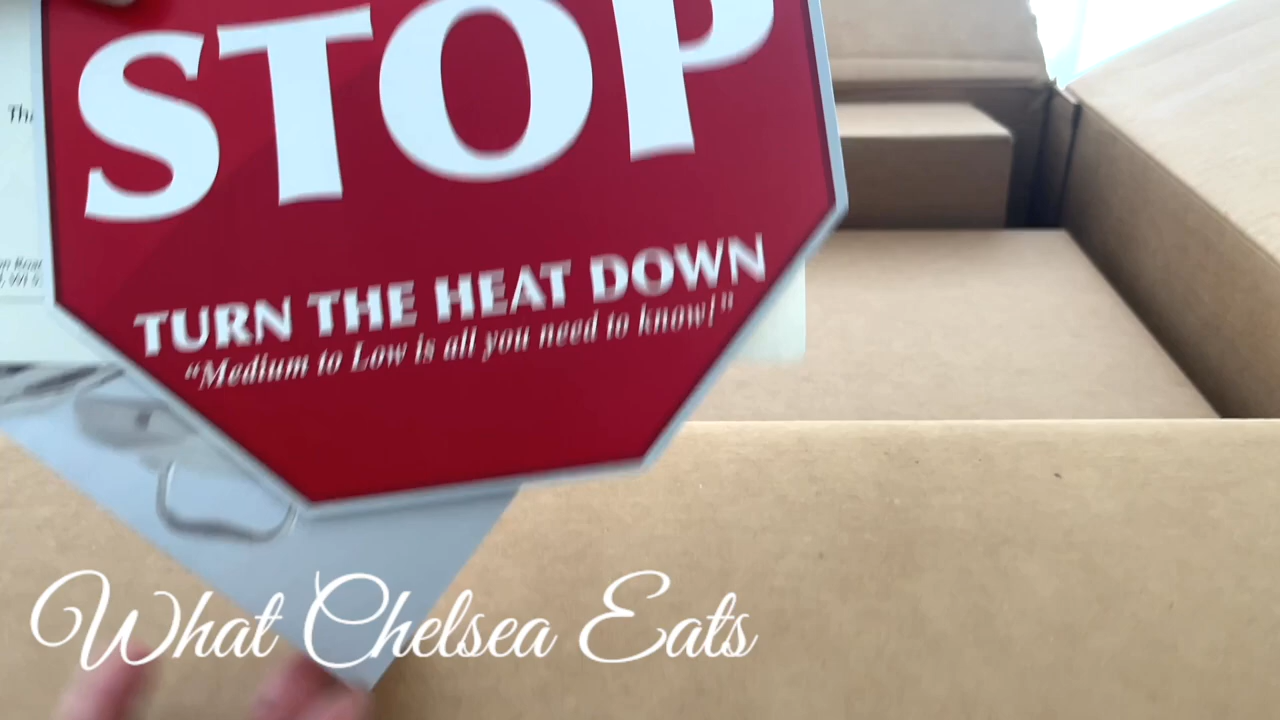 STOP
TURN THE HEAT DOWN
"Medium to Low is all you need to know!"
What Chelsea Eats